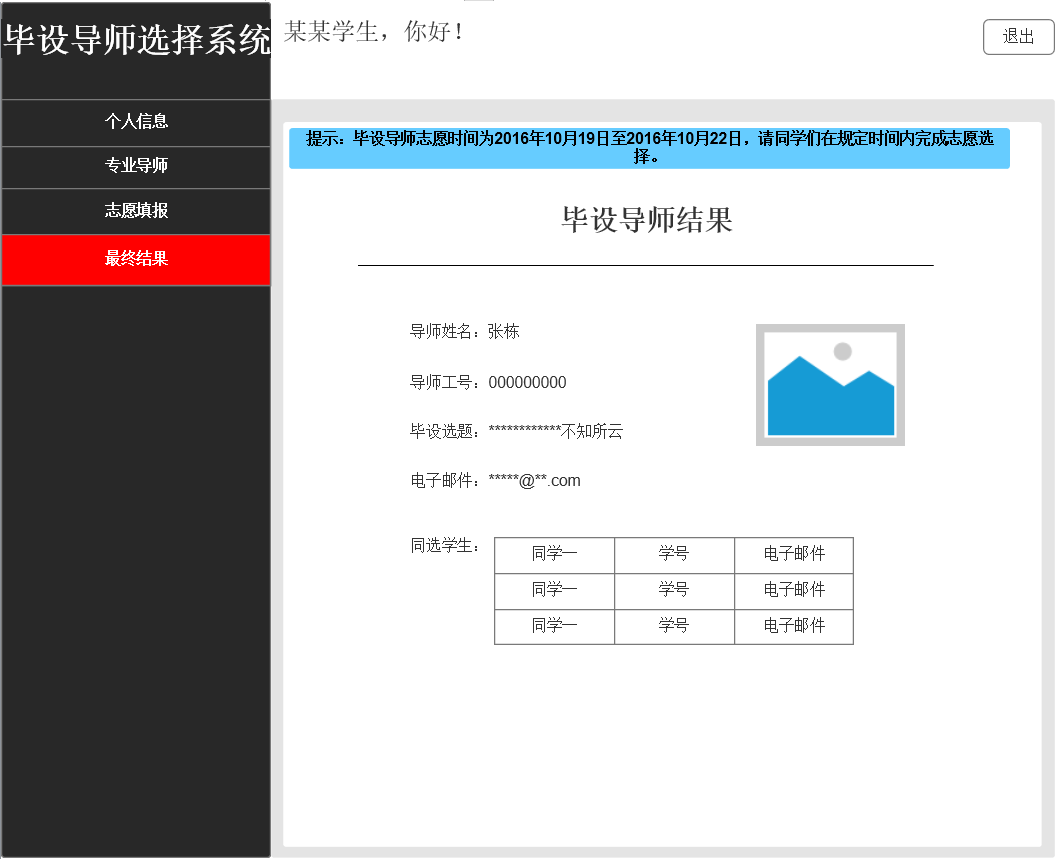 毕设导师选择系统
某某学生，你好！
退出
个人信息
专业导师
志愿填报
最终结果
提示：毕设导师志愿时间为2016年10月19日至2016年10月22日，请同学们在规定时间内完成志愿选
择。
毕设导师结果
导师姓名：张栋
导师工号：000000000
毕设选题：************不知所云
电子邮件：*****@**.com
同选学生：
同学一 学号 电子邮件
同学一 学号 电子邮件
同学一 学号 电子邮件